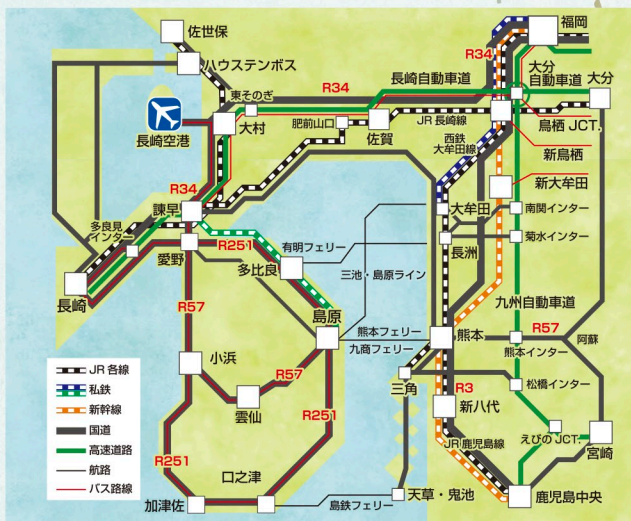 佐世保
福岡
ハウステンボス
R34
R34
長崎自動車道
大分
自動車道
大分
東そのぎ
長崎空港
大村
肥前山口
佐賀
JR 長崎線
鳥栖 JCT.
西鉄
大牟田線
新鳥栖
新大牟田
R34
諫早
多良見
インター
大牟田
南関インター
愛野
R251
有明フェリー
長洲
菊水インター
多比良
長崎
三池・島原ライン
九州自動車道
R57
島原
熊本フェリー
九商フェリー
熊本
R57
熊本インター
阿蘇
小浜
R57
三角
松橋インター
JR 各線
私鉄
新幹線
国道
高速道路
航路
バス路線
雲仙
R3
新八代
R251
えびの JCT.
宮崎
JR 鹿児島線
R251
口之津
加津佐
島鉄フェリー
天草・鬼池
鹿児島中央